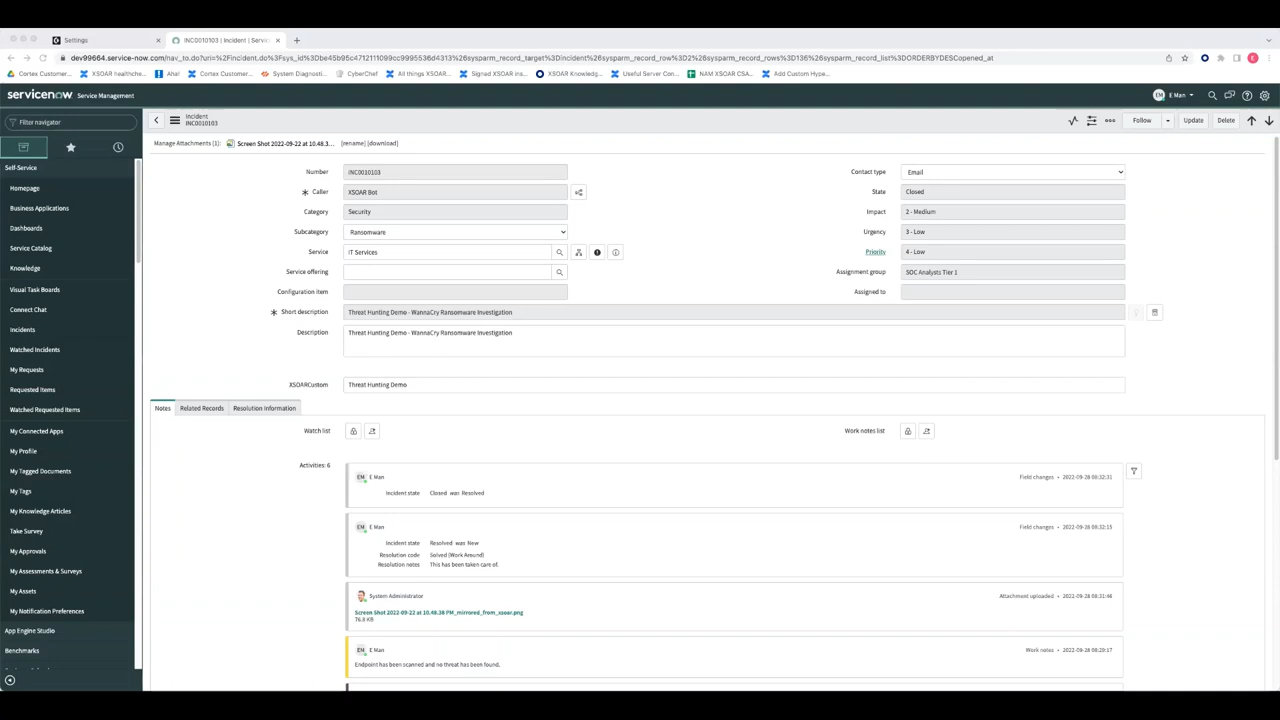 Settings
INC0010103 | Incident | Servic
dev99664.service-now.com/nav_to.do?uri=%2Fincident.do%3Fsys_id%3Dbe45b95c4712111099cc9995536d4313%26sysparm_record_target%3Dincident%26sysparm_record_row%3D2%26sysparm_record_rows%3D136%26sysparm_record_list%3DORDERBYDESCopened_at
Cortex Customer... XSOAR healthche... Aha! Cortex Customer... System Diagnosti... CyberChef All things XSOAR... Signed XSOAR ins... XSOAR Knowledg... Useful Server Con... NAM XSOAR CSA... Add Custom Hype...
servicenow Service Management
EM E Man
Filter navigator
Incident
INC0010103
Follow Update Delete
Manage Attachments (1): Screen Shot 2022-09-22 at 10.48.3... [rename] [download]
Self-Service
Homepage
Business Applications
Dashboards
Service Catalog
Knowledge
Visual Task Boards
Connect Chat
Incidents
Watched Incidents
My Requests
Requested Items
Watched Requested Items
My Connected Apps
My Profile
My Tagged Documents
My Tags
My Knowledge Articles
Take Survey
My Approvals
My Assessments & Surveys
My Assets
My Notification Preferences
App Engine Studio
Benchmarks
Number INC0010103
Contact type Email
Caller XSOAR Bot
State Closed
Category Security
Impact 2 - Medium
Subcategory Ransomware
Urgency 3 - Low
Service IT Services
Priority 4 - Low
Service offering
Assignment group SOC Analysts Tier 1
Configuration item
Assigned to
Short description Threat Hunting Demo - WannaCry Ransomware Investigation
Description Threat Hunting Demo - WannaCry Ransomware Investigation
XSOARCustom Threat Hunting Demo
Notes Related Records Resolution Information
Watch list
Work notes list
Activities: 6
EM E Man Field changes • 2022-09-28 08:32:31
Incident state Closed was Resolved
EM E Man Field changes • 2022-09-28 08:32:15
Incident state Resolved was New
Resolution code Solved (Work Around)
Resolution notes This has been taken care of.
System Administrator Attachment uploaded • 2022-09-28 08:31:46
Screen Shot 2022-09-22 at 10.48.38 PM_mirrored_from_xsoar.png
76.8 KB
EM E Man Work notes • 2022-09-28 08:29:17
Endpoint has been scanned and no threat has been found.